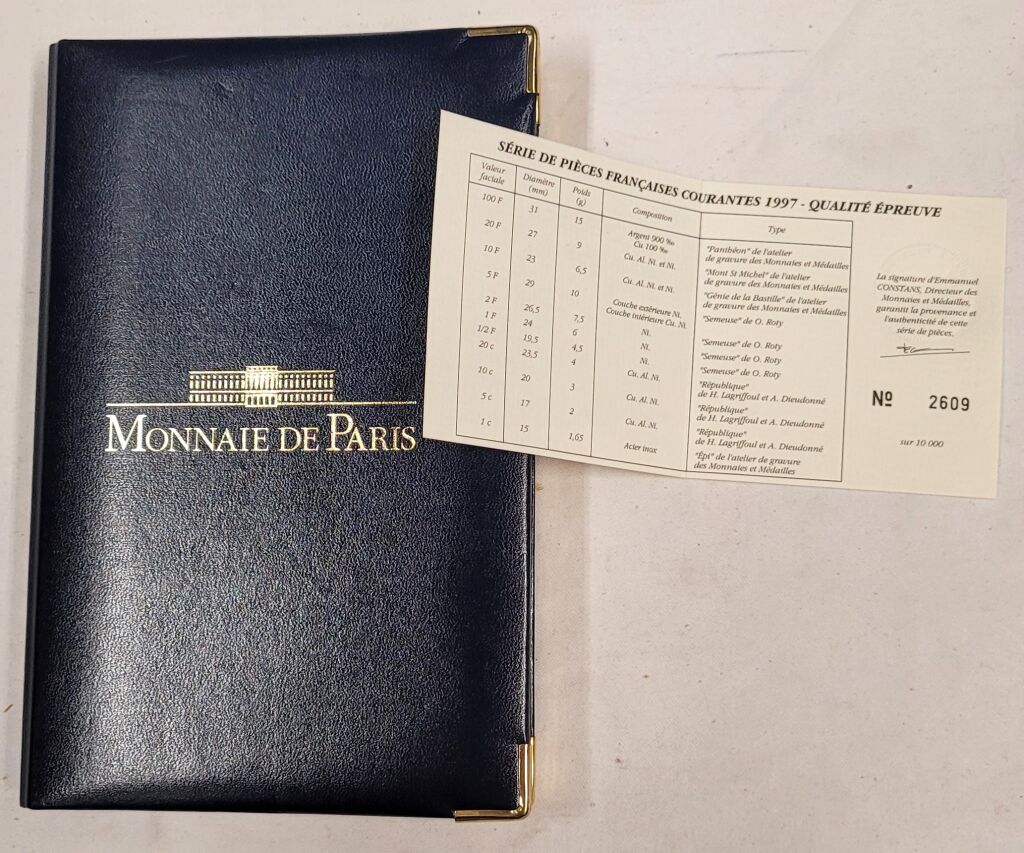 MONNAIE DE PARIS
SÉRIE DE PIÈCES FRANÇAISES COURANTES 1997 - QUALITÉ ÉPREUVE
Valeur faciale Diamètre (mm) Poids (g) Composition Type
100 F 31 15 Argent 900 ‰ Cu 100 ‰ "Panthéon" de l'atelier de gravure des Monnaies et Médailles
20 F 27 9 Cu. Al. Ni. et Ni. "Mont St Michel" de l'atelier de gravure des Monnaies et Médailles
10 F 23 6,5 Cu. Al. Ni. et Ni. "Génie de la Bastille" de l'atelier de gravure des Monnaies et Médailles
5 F 29 10 Couche extérieure Ni. Couche intérieure Cu. Ni. "Semeuse" de O. Roty
2 F 26,5 7,5 Ni. "Semeuse" de O. Roty
1 F 24 6 Ni. "Semeuse" de O. Roty
1/2 F 19,5 4,5 Ni. "Semeuse" de O. Roty
20 c 23,5 4 Cu. Al. Ni. "République" de H. Lagriffoul et A. Dieudonné
10 c 20 3 Cu. Al. Ni. "République" de H. Lagriffoul et A. Dieudonné
5 c 17 2 Cu. Al. Ni. "République" de H. Lagriffoul et A. Dieudonné
1 c 15 1,65 Acier inox "Épi" de l'atelier de gravure des Monnaies et Médailles
La signature d'Emmanuel
CONSTANS, Directeur des
Monnaies et Médailles,
garantit la provenance et
l'authenticité de cette
série de pièces.
Nº 2609
sur 10 000